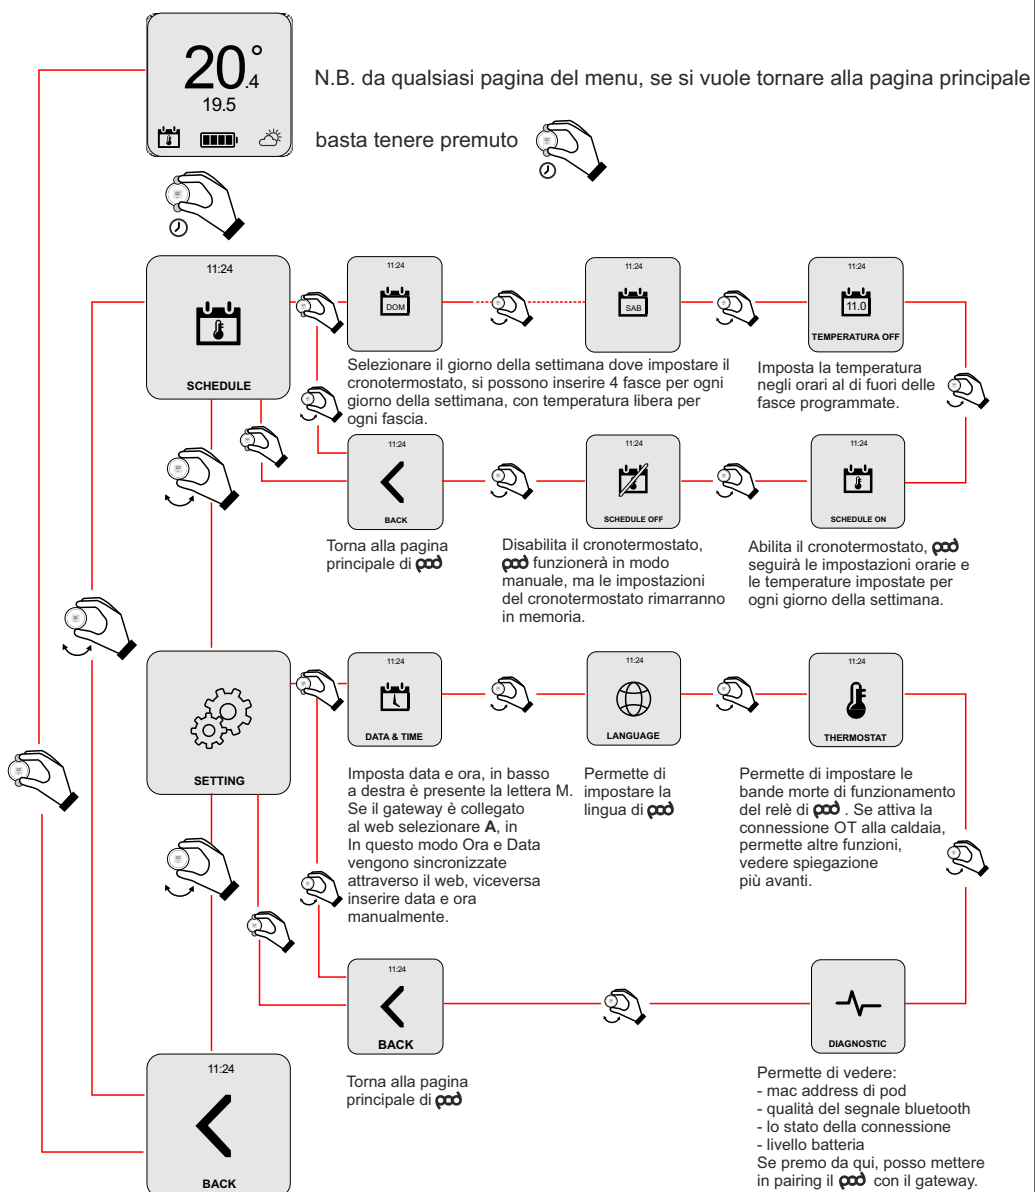 20°.4
19.5
N.B. da qualsiasi pagina del menu, se si vuole tornare alla pagina principale
basta tenere premuto
11:24
SCHEDULE
11:24
DOM
11:24
SAB
11:24
11.0
TEMPERATURA OFF
Selezionare il giorno della settimana dove impostare il
cronotermostato, si possono inserire 4 fasce per ogni
giorno della settimana, con temperatura libera per
ogni fascia.
Imposta la temperatura
negli orari al di fuori delle
fasce programmate.
11:24
BACK
11:24
SCHEDULE OFF
11:24
SCHEDULE ON
Torna alla pagina
principale di pod
Disabilita il cronotermostato,
pod funzionerà in modo
manuale, ma le impostazioni
del cronotermostato rimarranno
in memoria.
Abilita il cronotermostato, pod
seguirà le impostazioni orarie e
le temperature impostate per
ogni giorno della settimana.
SETTING
11:24
DATA & TIME
11:24
LANGUAGE
11:24
THERMOSTAT
Imposta data e ora, in basso
a destra è presente la lettera M.
Se il gateway è collegato
al web selezionare A, in
In questo modo Ora e Data
vengono sincronizzate
attraverso il web, viceversa
inserire data e ora
manualmente.
Permette di
impostare la
lingua di pod
Permette di impostare le
bande morte di funzionamento
del relè di pod . Se attiva la
connessione OT alla caldaia,
permette altre funzioni,
vedere spiegazione
più avanti.
11:24
BACK
DIAGNOSTIC
Torna alla pagina
principale di pod
Permette di vedere:
- mac address di pod
- qualità del segnale bluetooth
- lo stato della connessione
- livello batteria
Se premo da qui, posso mettere
in pairing il pod con il gateway.
11:24
BACK